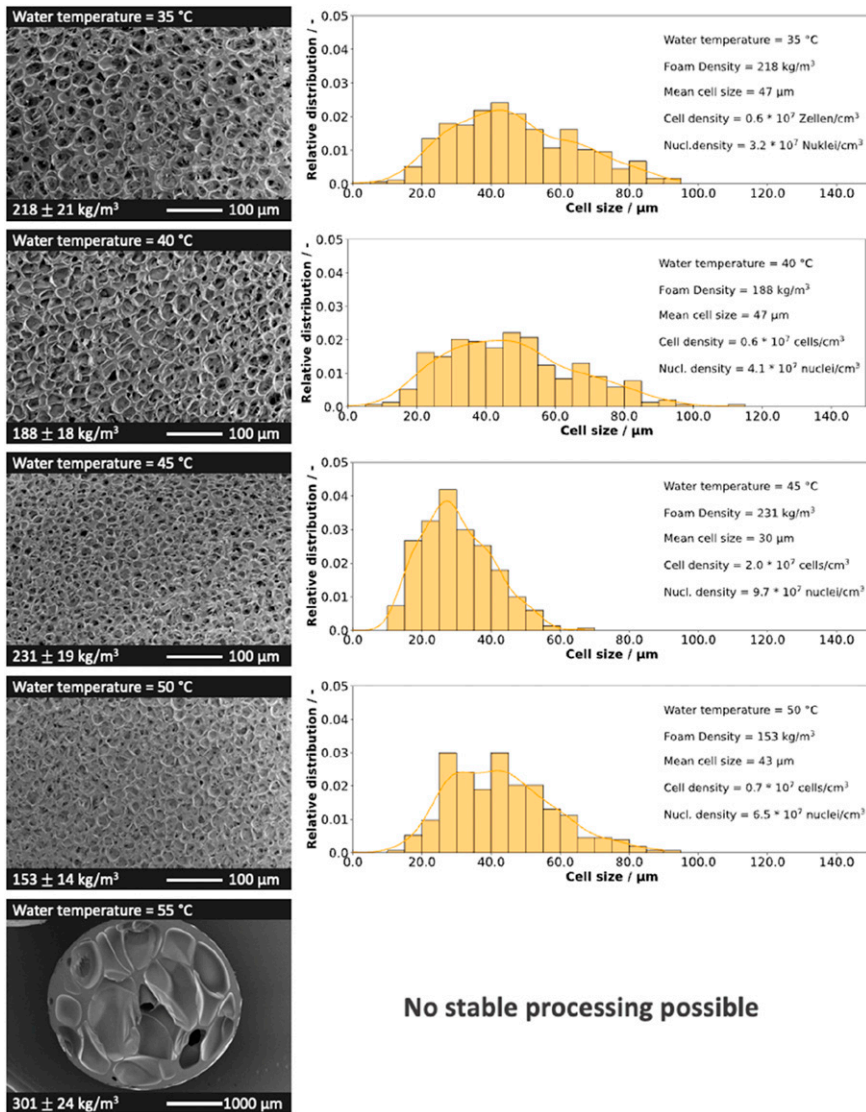 Water temperature = 35 °C
218 ± 21 kg/m³ 100 µm
Relative distribution / -
0.05
0.04
0.03
0.02
0.01
0.0
0.0 20.0 40.0 60.0 80.0 100.0 120.0 140.0
Cell size / µm
Water temperature = 35 °C
Foam Density = 218 kg/m³
Mean cell size = 47 µm
Cell density = 0.6 * 10⁷ Zellen/cm³
Nucl.density = 3.2 * 10⁷ Nuklei/cm³
Water temperature = 40 °C
188 ± 18 kg/m³ 100 µm
Relative distribution / -
0.05
0.04
0.03
0.02
0.01
0.0
0.0 20.0 40.0 60.0 80.0 100.0 120.0 140.0
Cell size / µm
Water temperature = 40 °C
Foam Density = 188 kg/m³
Mean cell size = 47 µm
Cell density = 0.6 * 10⁷ cells/cm³
Nucl. density = 4.1 * 10⁷ nuclei/cm³
Water temperature = 45 °C
231 ± 19 kg/m³ 100 µm
Relative distribution / -
0.05
0.04
0.03
0.02
0.01
0.0
0.0 20.0 40.0 60.0 80.0 100.0 120.0 140.0
Cell size / µm
Water temperature = 45 °C
Foam Density = 231 kg/m³
Mean cell size = 30 µm
Cell density = 2.0 * 10⁷ cells/cm³
Nucl. density = 9.7 * 10⁷ nuclei/cm³
Water temperature = 50 °C
153 ± 14 kg/m³ 100 µm
Relative distribution / -
0.05
0.04
0.03
0.02
0.01
0.0
0.0 20.0 40.0 60.0 80.0 100.0 120.0 140.0
Cell size / µm
Water temperature = 50 °C
Foam Density = 153 kg/m³
Mean cell size = 43 µm
Cell density = 0.7 * 10⁷ cells/cm³
Nucl. density = 6.5 * 10⁷ nuclei/cm³
Water temperature = 55 °C
301 ± 24 kg/m³ 1000 µm
No stable processing possible